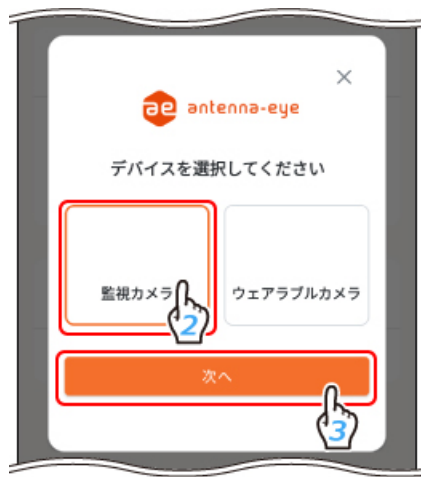 ×
ae antenna-eye
デバイスを選択してください
監視カメラ
ウェアラブルカメラ
2
次へ
3